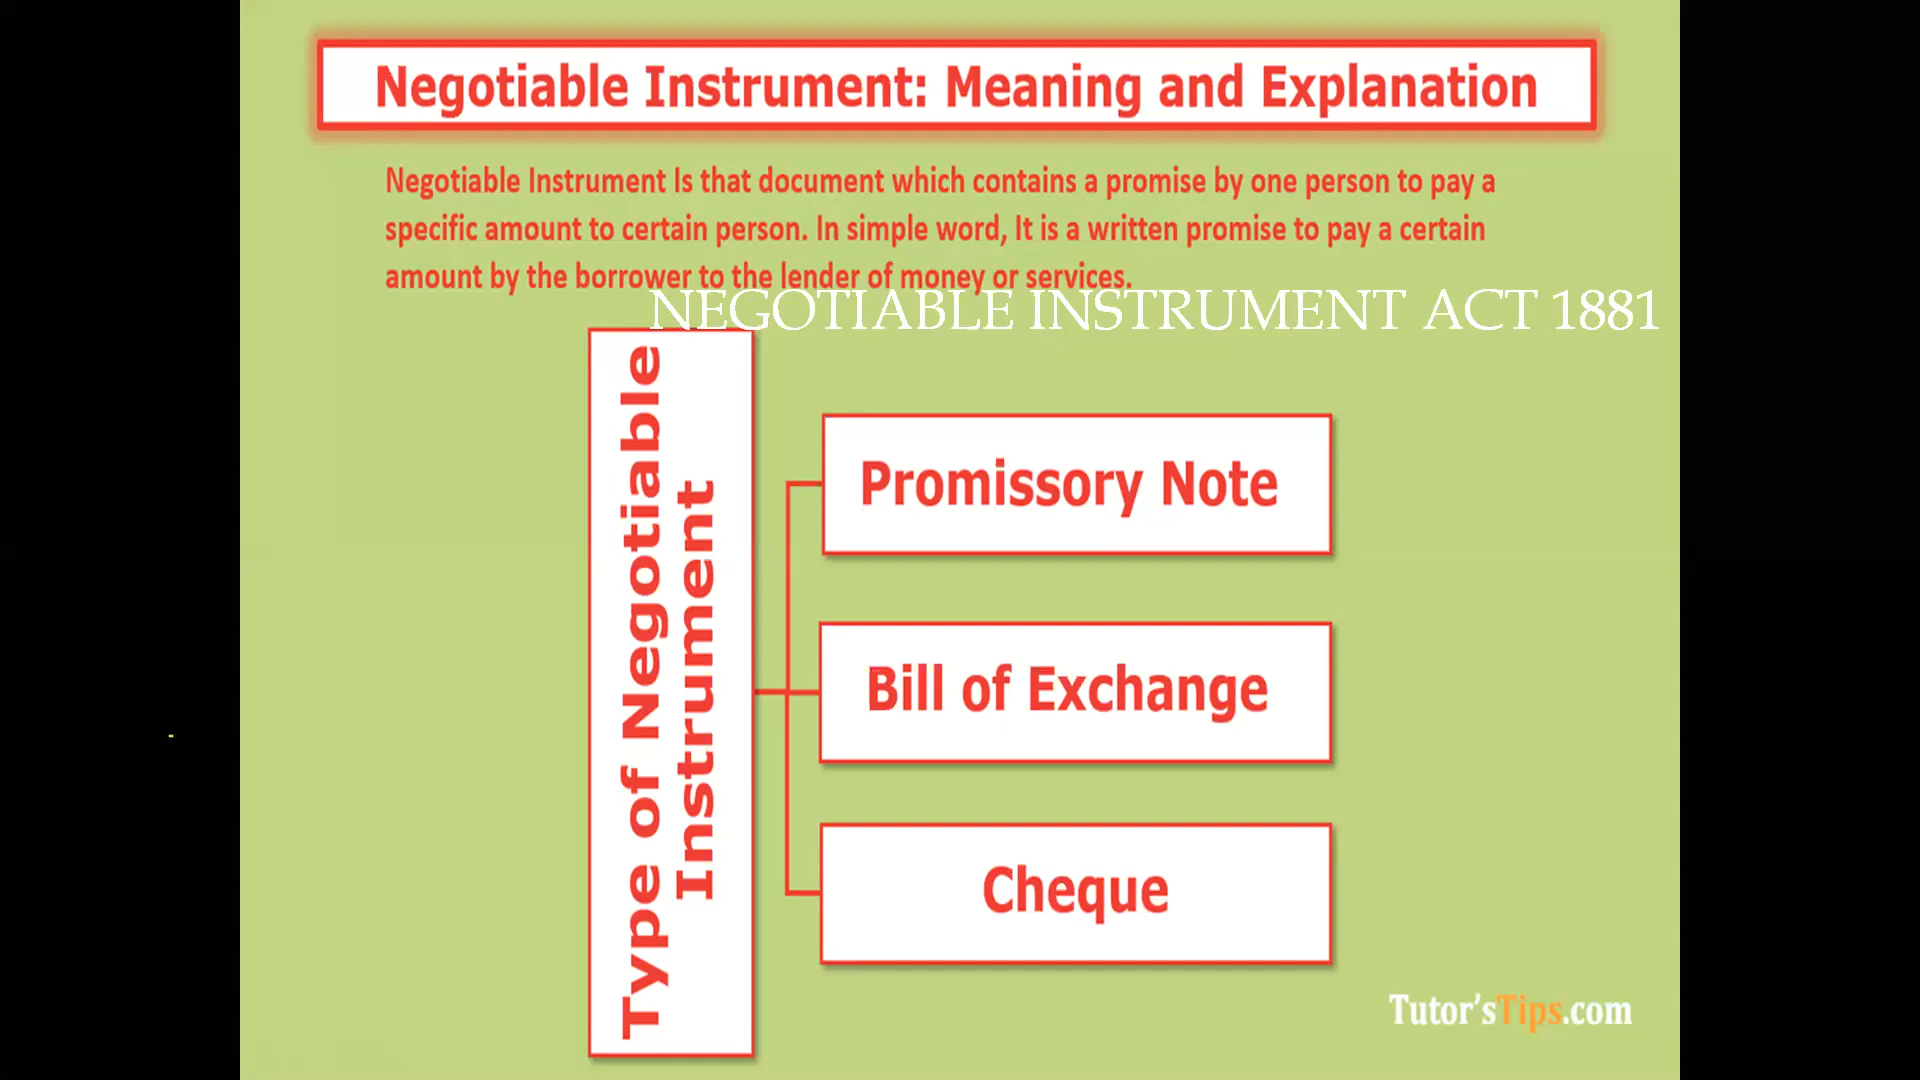 Negotiable Instrument: Meaning and Explanation
Negotiable Instrument Is that document which contains a promise by one person to pay a
specific amount to certain person. In simple word, It is a written promise to pay a certain
amount by the borrower to the lender of money or services.
NEGOTIABLE INSTRUMENT ACT 1881
Type of Negotiable
Instrument
Promissory Note
Bill of Exchange
Cheque
Tutor'sTips.com